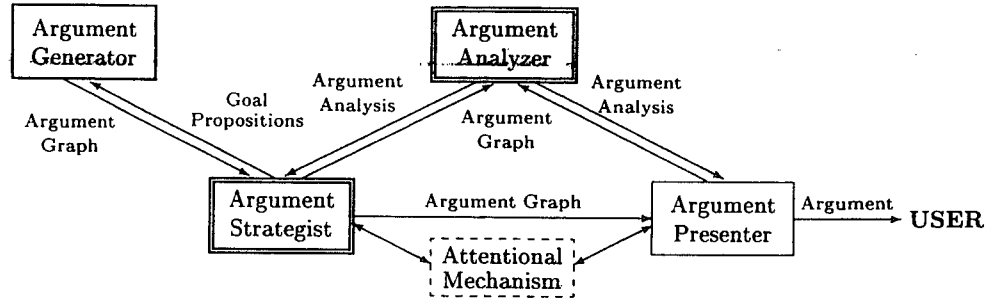 Argument
Generator
Argument
Analyzer
Argument
Graph
Goal
Propositions
Argument
Analysis
Argument
Graph
Argument
Analysis
Argument
Strategist
Argument Graph
Argument
Presenter
Argument
USER
Attentional
Mechanism